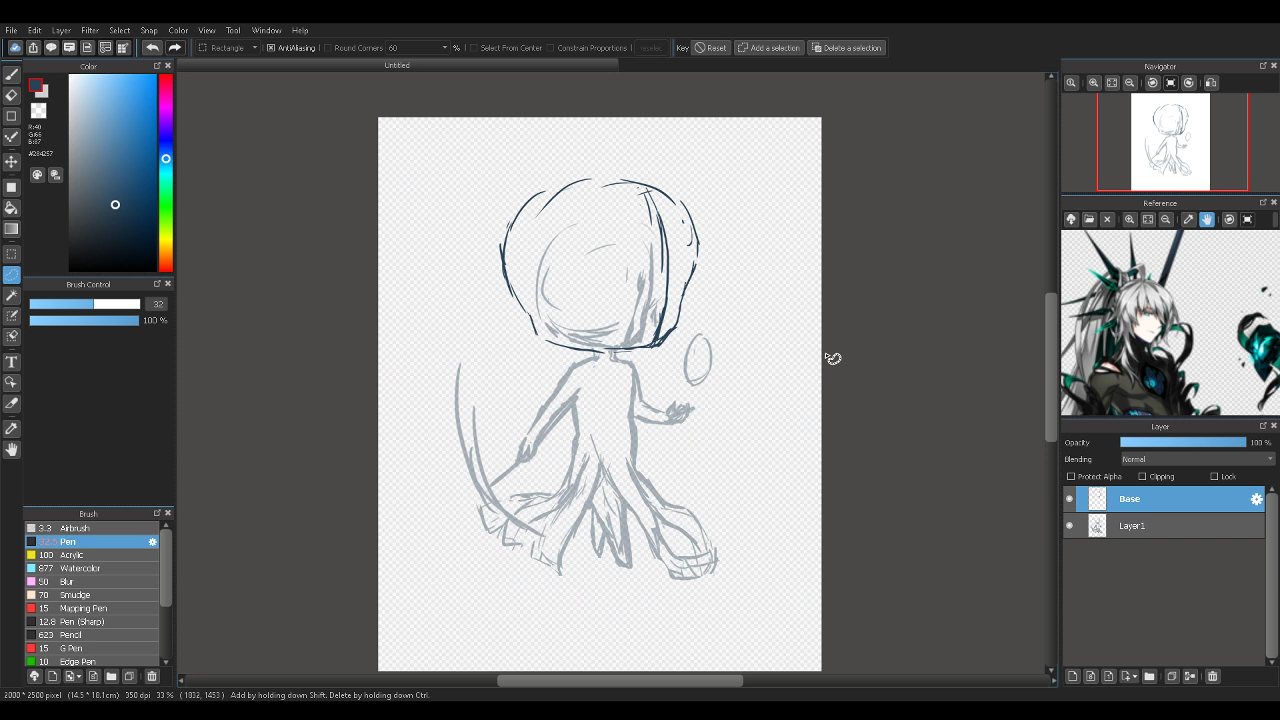 File Edit View Layer Filter Select Snap Color View Tool Window Help
Rectangle AntiAliasing Round Corners 60 % Select From Center Constrain Proportions Key Reset Add a selection Delete a selection
Color
Untitled
Navigator
R:40
G:66
B:87
#284257
Reference
Brush Control
32
100 %
Layer
Opacity 100 %
Blending Normal
Protect Alpha Clipping Lock
Base
Layer1
Brush
3.3 Airbrush
Pen
100 Acrylic
877 Watercolor
50 Blur
70 Smudge
15 Mapping Pen
12.8 Pen (Sharp)
623 Pencil
15 G Pen
10 Edge Pen
2000 * 2500 pixel (14.5 * 18.1cm) 350 dpi 33 % ( 1832, 1453 ) Add by holding down Shift. Delete by holding down Ctrl.